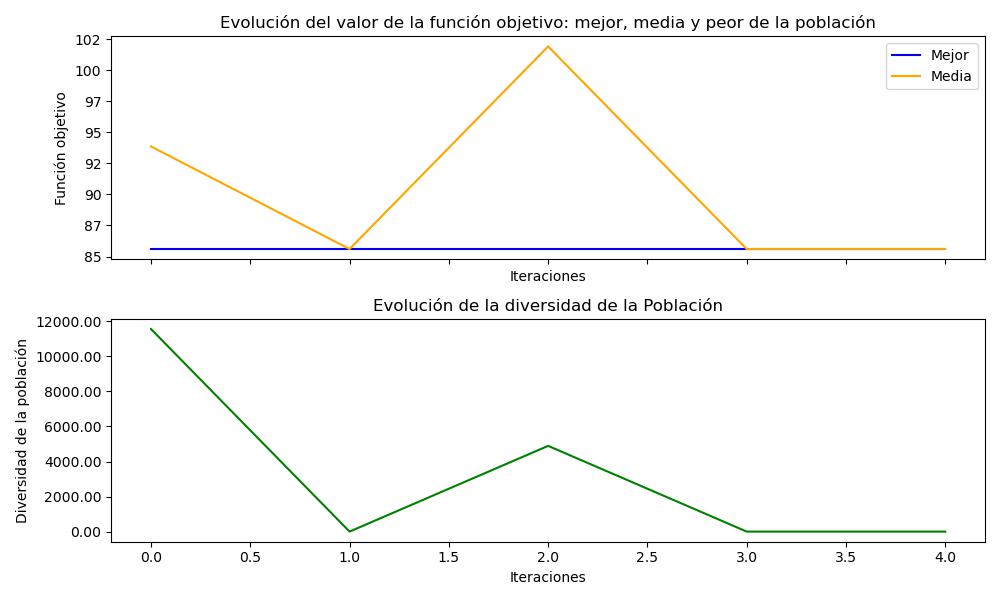 Evolución del valor de la función objetivo: mejor, media y peor de la población
102
100
97
95
92
90
87
85
Función objetivo
Mejor
Media
Iteraciones
Evolución de la diversidad de la Población
12000.00
10000.00
8000.00
6000.00
4000.00
2000.00
0.00
Diversidad de la población
0.0 0.5 1.0 1.5 2.0 2.5 3.0 3.5 4.0
Iteraciones